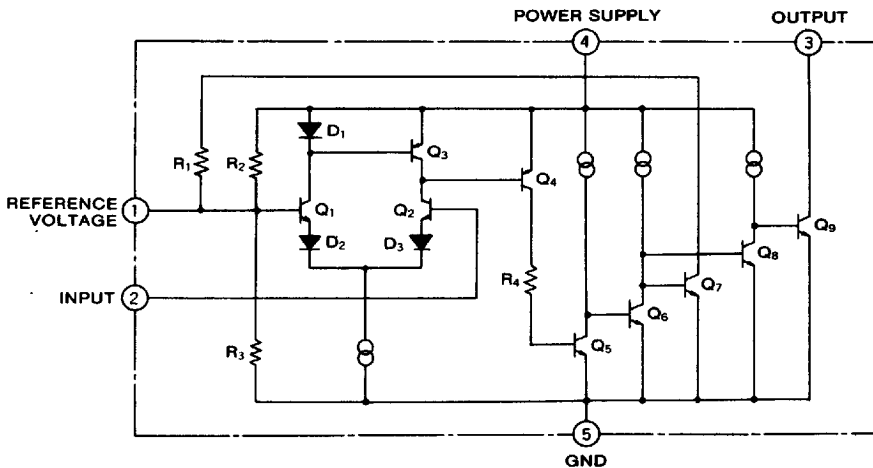 POWER SUPPLY OUTPUT
4 3
D₁
R₁ R₂ Q₃
Q₄
REFERENCE
VOLTAGE 1 Q₁ Q₂ Q₉
D₂ D₃ Q₈
R₄ Q₇
INPUT 2
Q₆
R₃ Q₅
5
GND